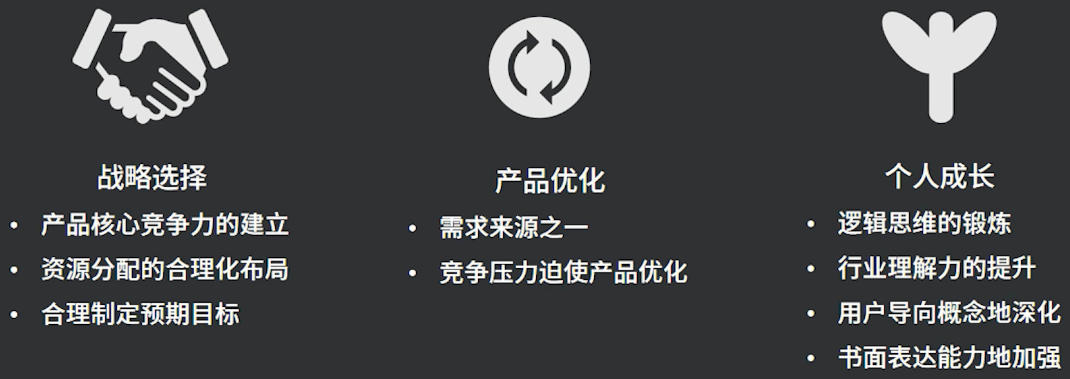 战略选择
• 产品核心竞争力的建立
• 资源分配的合理化布局
• 合理制定预期目标
产品优化
• 需求来源之一
• 竞争压力迫使产品优化
个人成长
• 逻辑思维的锻炼
• 行业理解力的提升
• 用户导向概念地深化
• 书面表达能力地加强